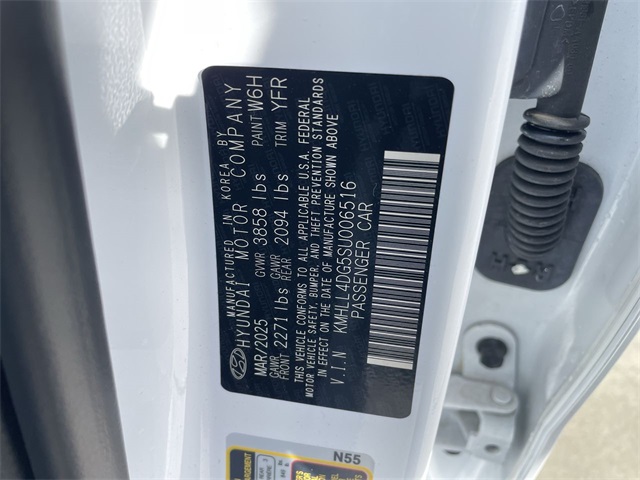 MANUFACTURED IN KOREA BY
HYUNDAI MOTOR COMPANY
MAR/2025 GVWR 3858 lbs PAINT W6H
GAWR FRONT 2271 lbs GAWR REAR 2094 lbs TRIM YFR
THIS VEHICLE CONFORMS TO ALL APPLICABLE U.S.A. FEDERAL
MOTOR VEHICLE SAFETY, BUMPER, AND THEFT PREVENTION STANDARDS
IN EFFECT ON THE DATE OF MANUFACTURE SHOWN ABOVE
V.I.N KMHLL4DG5SU006516
PASSENGER CAR
N55